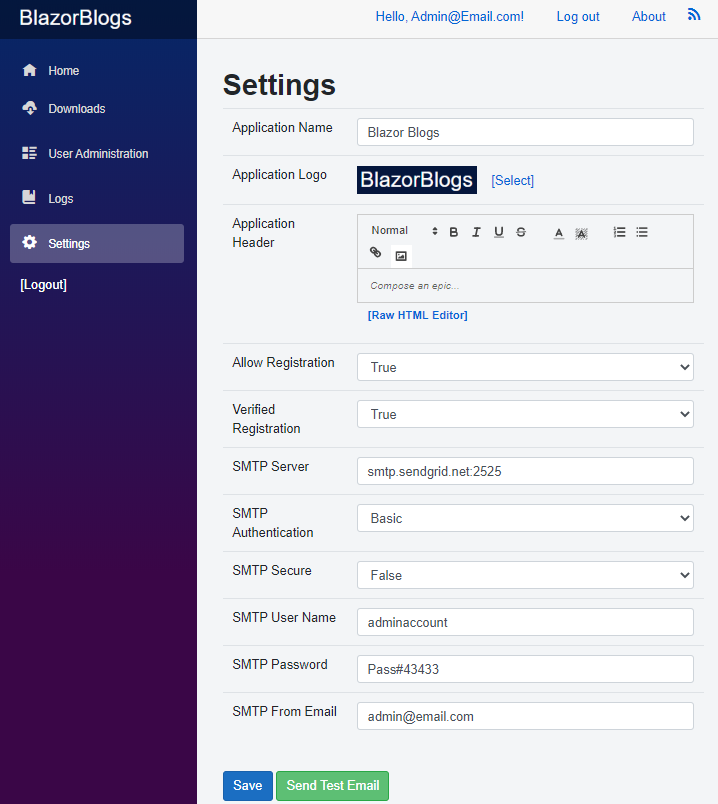 BlazorBlogs
Hello, Admin@Email.com! Log out About
Home
Downloads
User Administration
Logs
Settings
[Logout]
Settings
Application Name Blazor Blogs
Application Logo BlazorBlogs [Select]
Application
Header
Normal B I U S A A
Compose an epic...
[Raw HTML Editor]
Allow Registration True
Verified
Registration
True
SMTP Server smtp.sendgrid.net:2525
SMTP
Authentication
Basic
SMTP Secure False
SMTP User Name adminaccount
SMTP Password Pass#43433
SMTP From Email admin@email.com
Save Send Test Email